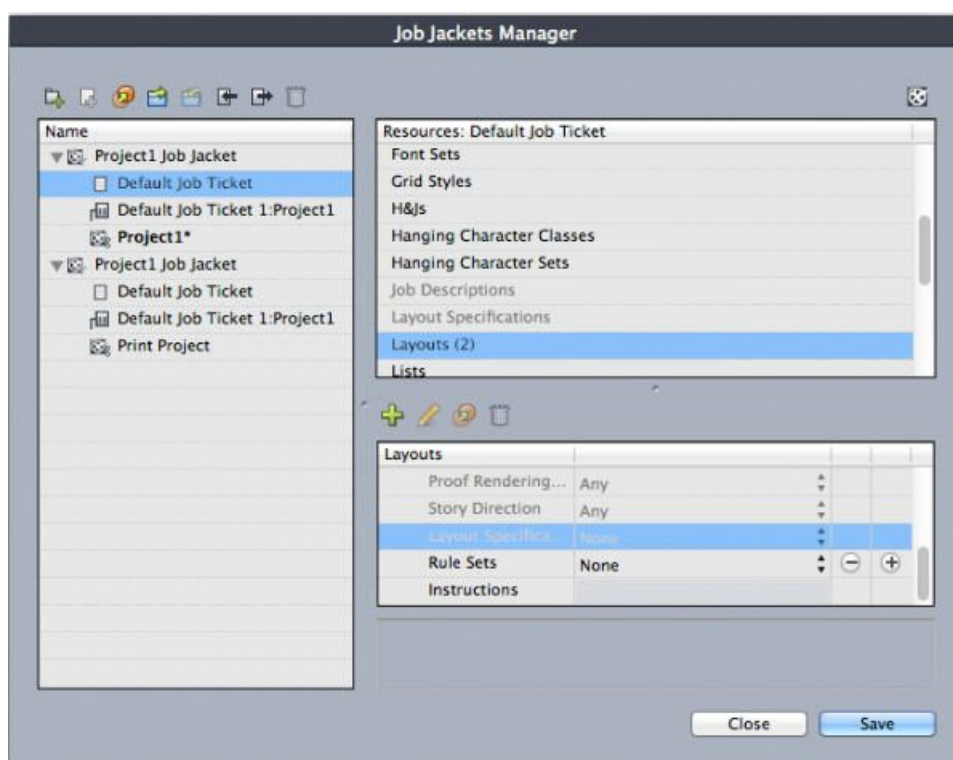 Job Jackets Manager
Name
Project1 Job Jacket
Default Job Ticket
Default Job Ticket 1:Project1
Project1*
Project1 Job Jacket
Default Job Ticket
Default Job Ticket 1:Project1
Print Project
Resources: Default Job Ticket
Font Sets
Grid Styles
H&Js
Hanging Character Classes
Hanging Character Sets
Job Descriptions
Layout Specifications
Layouts (2)
Lists
Layouts
Proof Rendering... Any
Story Direction Any
Layout Specifica... None
Rule Sets None
Instructions
Close Save